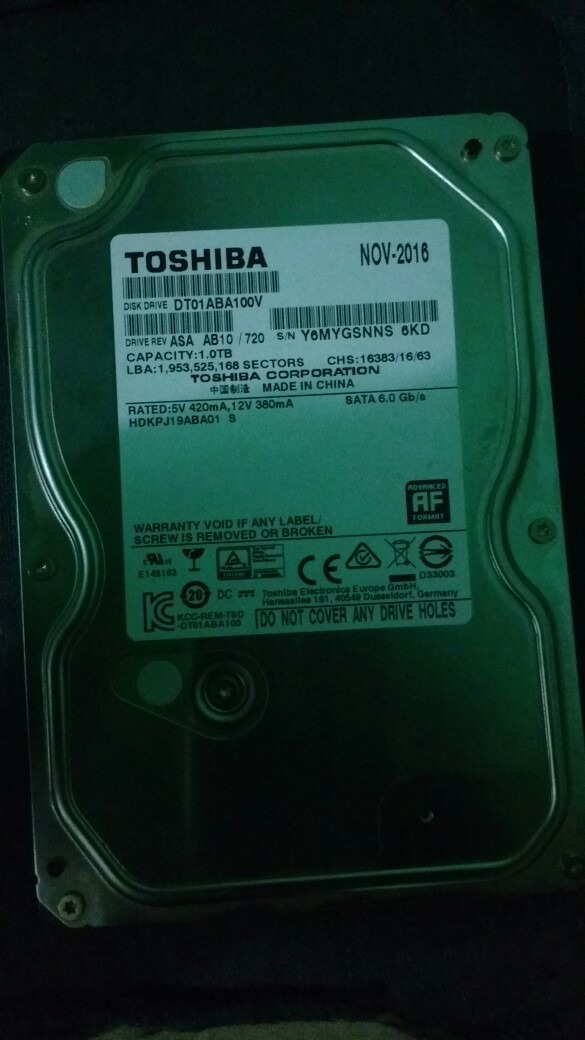 TOSHIBA
NOV-2016
DISK DRIVE DT01ABA100V
DRIVE REV ASA AB10 / 720 S/N Y6MYGSNNS 6KD
CAPACITY:1.0TB
LBA:1,953,525,168 SECTORS CHS:16383/16/63
TOSHIBA CORPORATION
中国制造 MADE IN CHINA
RATED:5V 420mA,12V 380mA SATA 6.0 Gb/s
HDKPJ19ABA01 S
ADVANCED
AF
FORMAT
WARRANTY VOID IF ANY LABEL/
SCREW IS REMOVED OR BROKEN
E145163
CE
D33003
20
DC
Toshiba Electronics Europe GmbH,
Hansaallee 181, 40549 Dusseldorf, Germany
KCC-REM-TSD
-DT01ABA100
DO NOT COVER ANY DRIVE HOLES